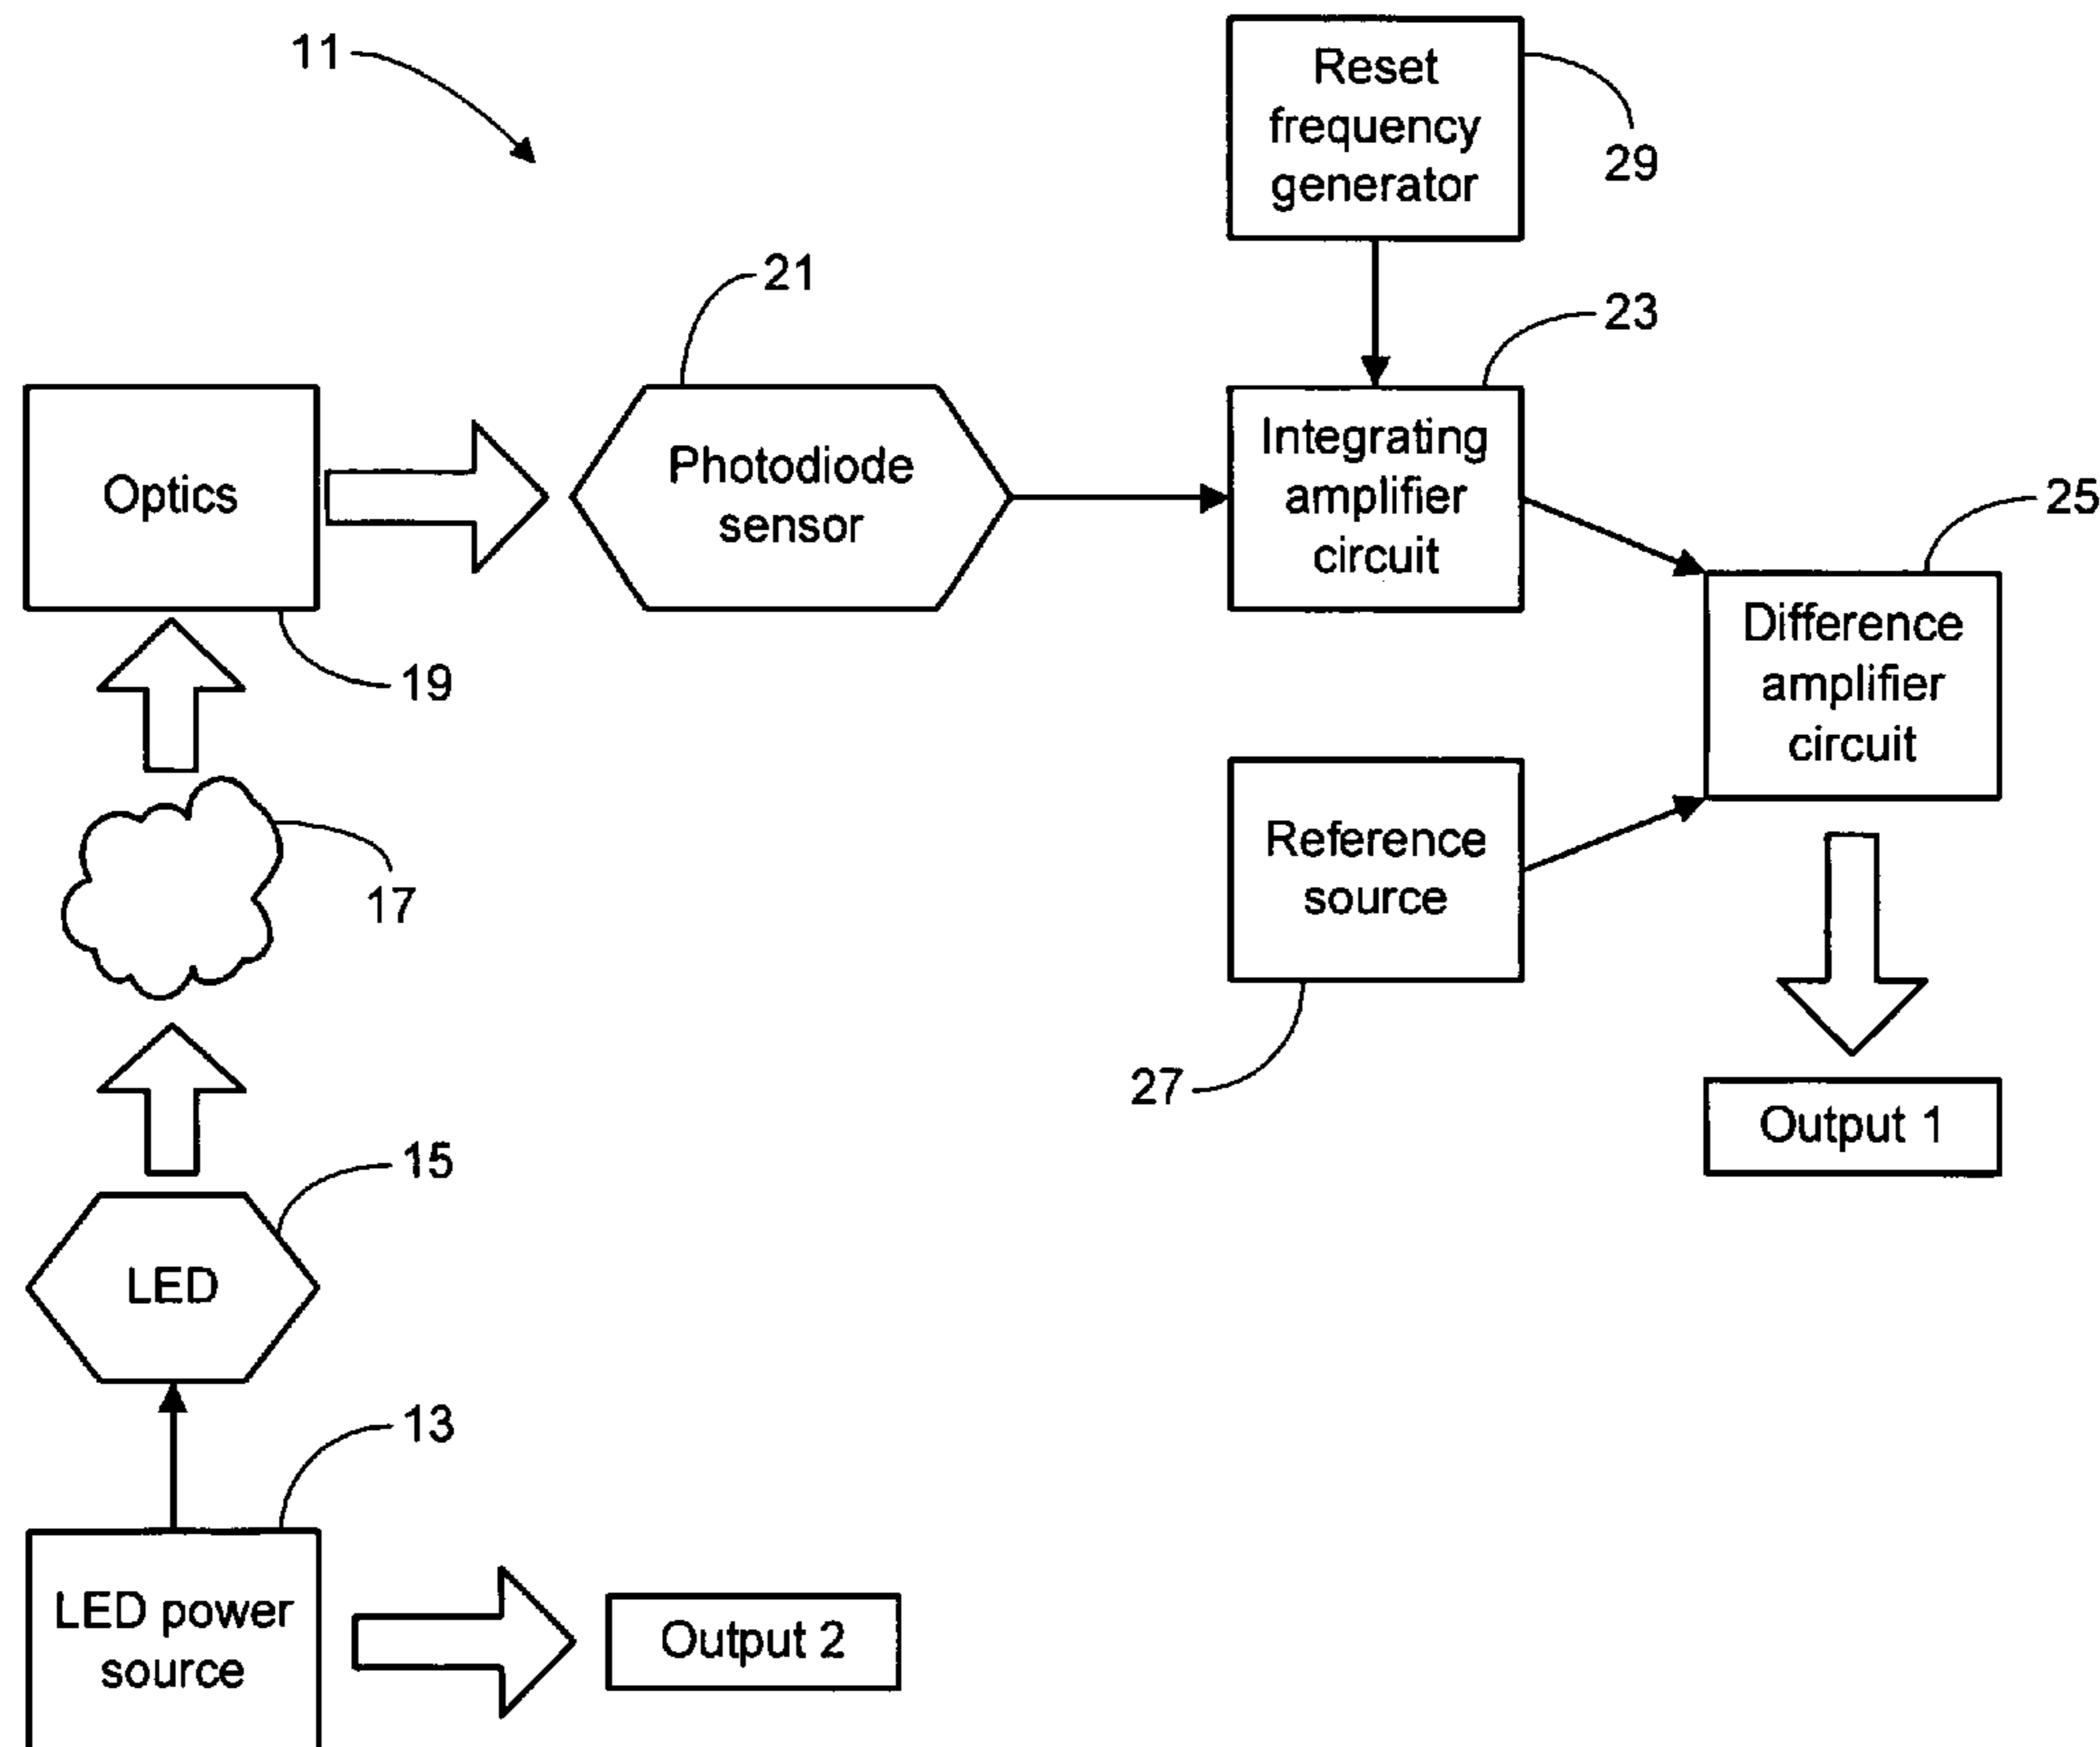 11
Reset
frequency
generator
29
21
23
Optics
Photodiode
sensor
Integrating
amplifier
circuit
25
19
Difference
amplifier
circuit
17
Reference
source
27
Output 1
15
LED
13
LED power
source
Output 2